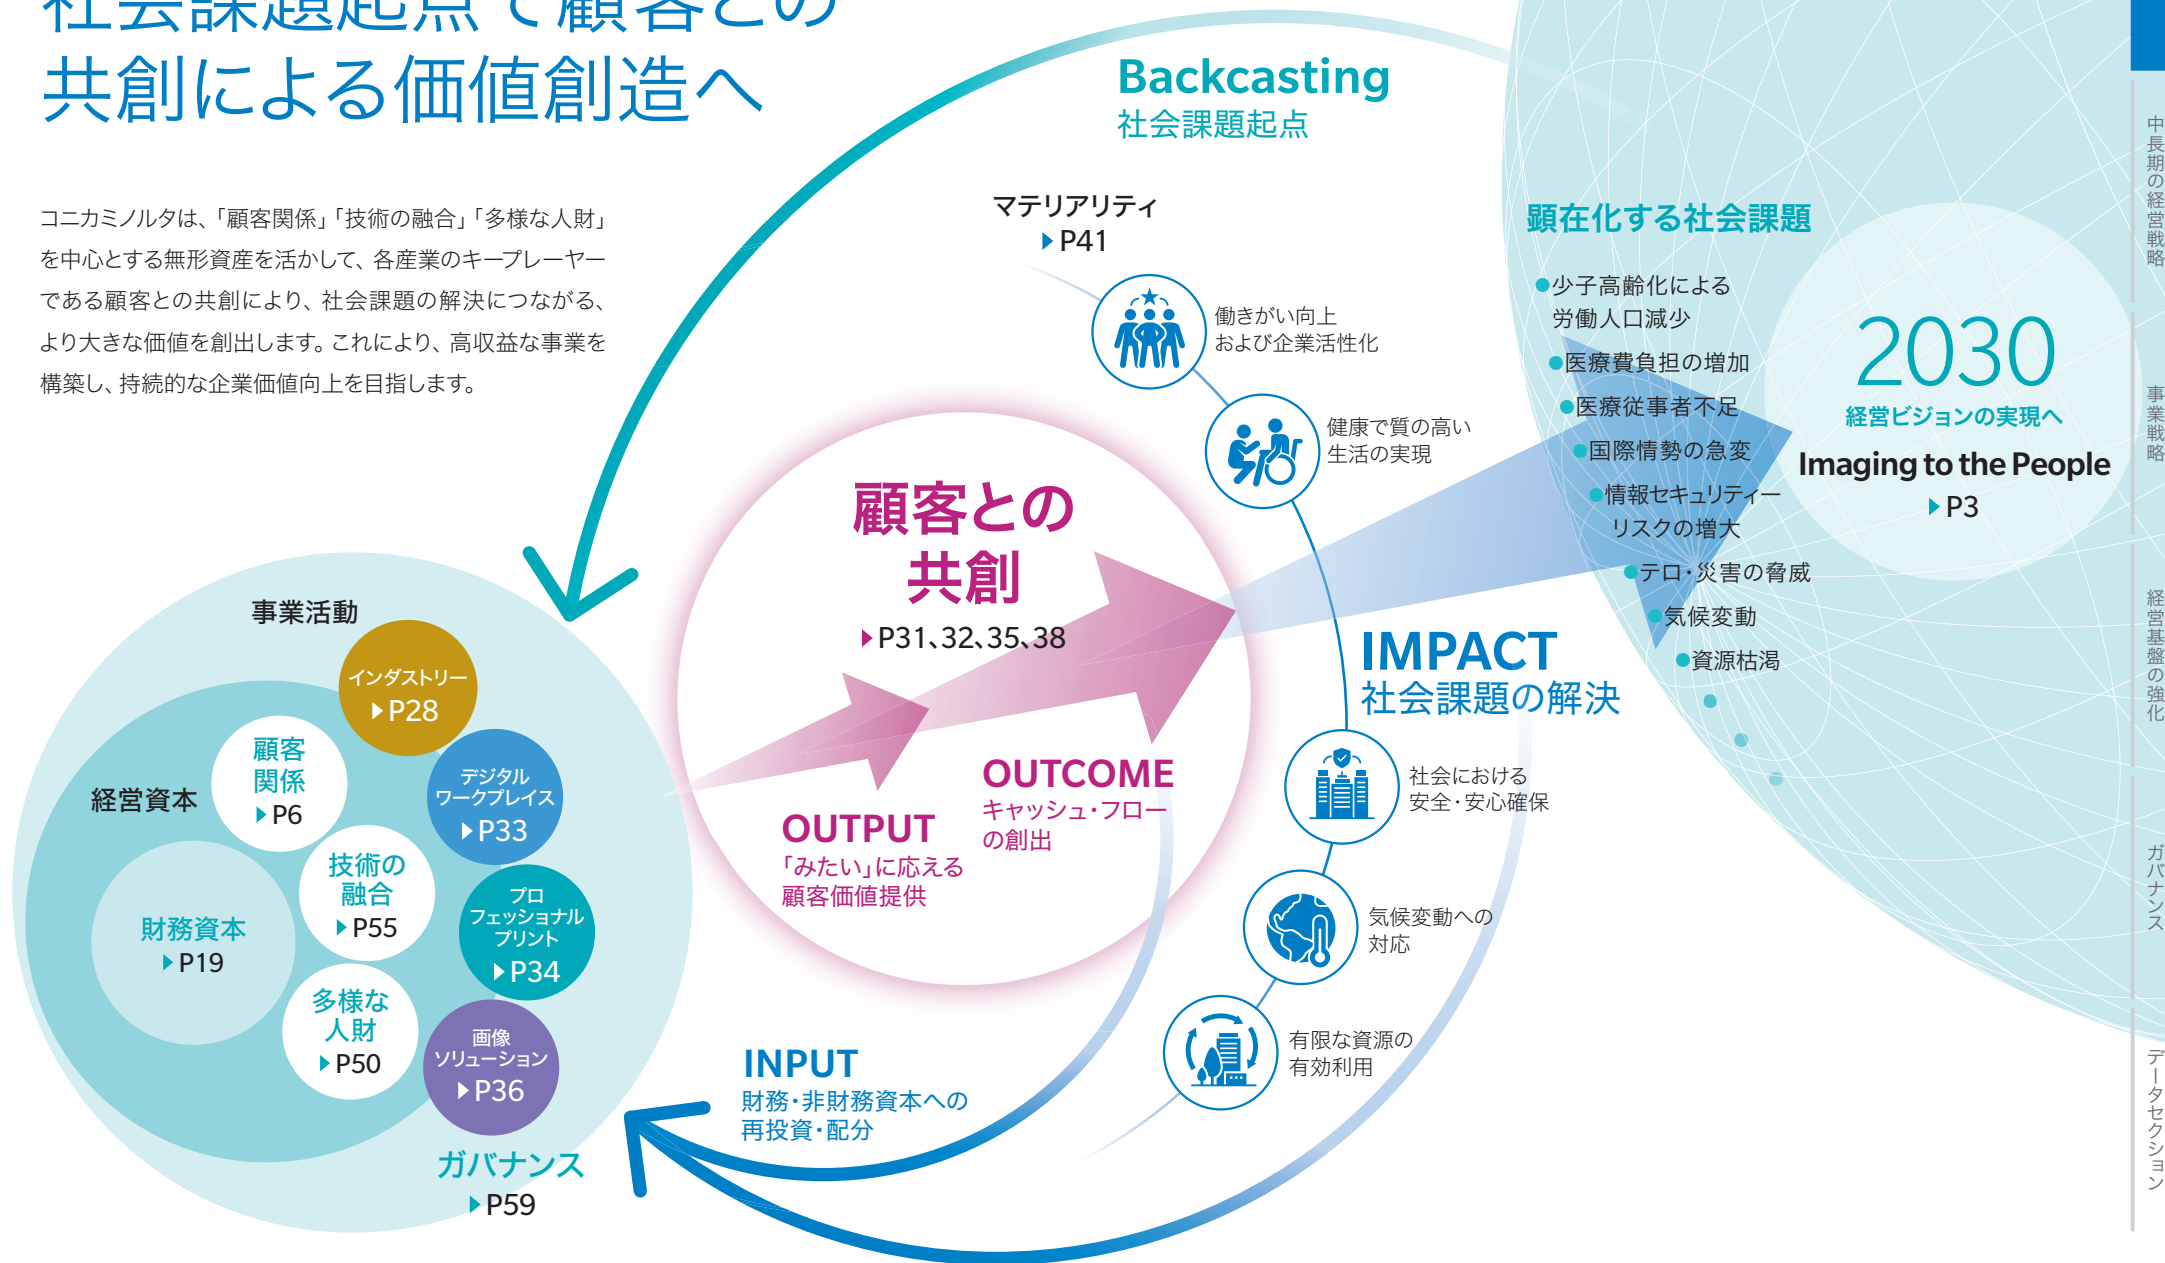 社会課題起点で顧客との
共創による価値創造へ
コニカミノルタは、「顧客関係」「技術の融合」「多様な人財」
を中心とする無形資産を活かして、各産業のキープレーヤー
である顧客との共創により、社会課題の解決につながる、
より大きな価値を創出します。これにより、高収益な事業を
構築し、持続的な企業価値向上を目指します。
Backcasting
社会課題起点
マテリアリティ
P41
働きがい向上
および企業活性化
健康で質の高い
生活の実現
顕在化する社会課題
●少子高齢化による
労働人口減少
●医療費負担の増加
●医療従事者不足
●国際情勢の急変
●情報セキュリティー
リスクの増大
●テロ・災害の脅威
●気候変動
●資源枯渇
2030
経営ビジョンの実現へ
Imaging to the People
P3
顧客との
共創
P31、32、35、38
OUTPUT
「みたい」に応える
顧客価値提供
OUTCOME
キャッシュ・フロー
の創出
IMPACT
社会課題の解決
社会における
安全・安心確保
気候変動への
対応
有限な資源の
有効利用
事業活動
インダストリー
P28
デジタル
ワークプレイス
P33
プロ
フェッショナル
プリント
P34
画像
ソリューション
P36
経営資本
顧客
関係
P6
技術の
融合
P55
財務資本
P19
多様な
人財
P50
ガバナンス
P59
INPUT
財務・非財務資本への
再投資・配分
中長期の経営戦略
事業戦略
経営基盤の強化
ガバナンス
データセクション